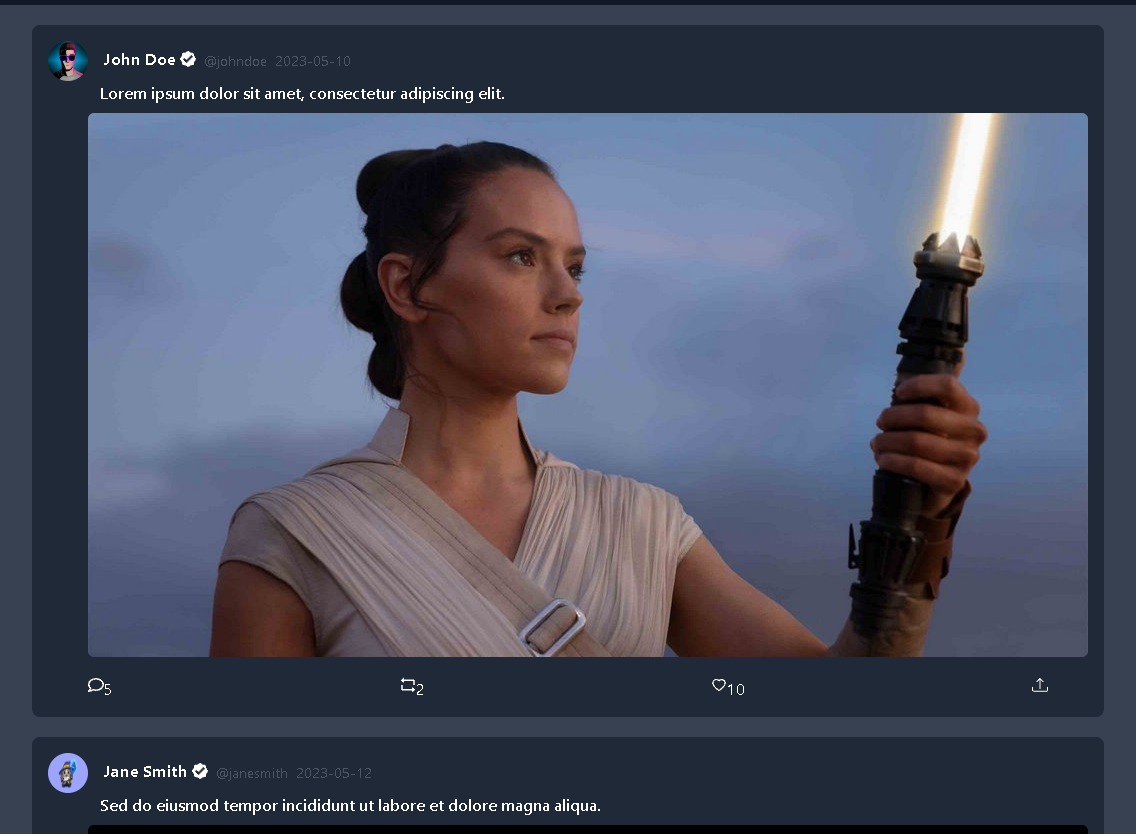 John Doe @johndoe 2023-05-10
Lorem ipsum dolor sit amet, consectetur adipiscing elit.
5 2 10
Jane Smith @janesmith 2023-05-12
Sed do eiusmod tempor incididunt ut labore et dolore magna aliqua.